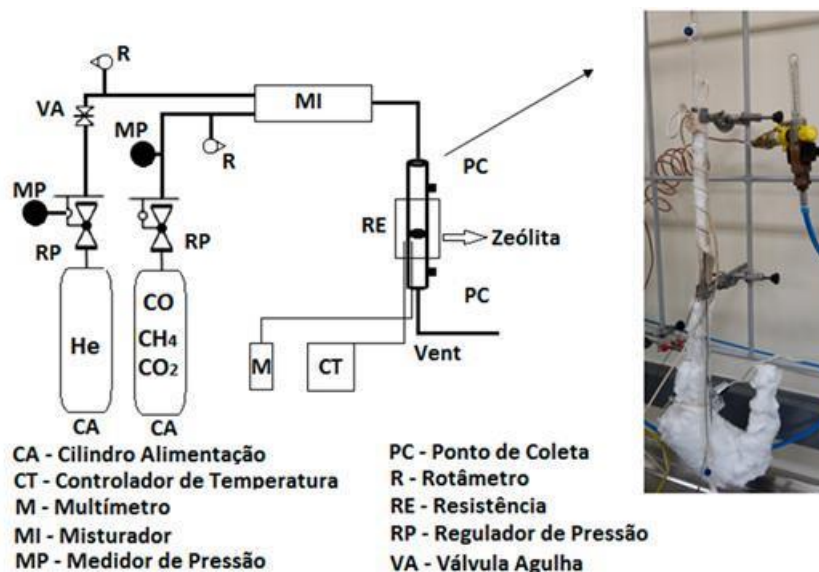 R
VA
MI
MP
R
PC
MP
RE
Zeólita
RP
RP
CO
CH4
CO2
He
PC
M
CT
Vent
CA
CA
CA - Cilindro Alimentação
CT - Controlador de Temperatura
M - Multímetro
MI - Misturador
MP - Medidor de Pressão
PC - Ponto de Coleta
R - Rotâmetro
RE - Resistência
RP - Regulador de Pressão
VA - Válvula Agulha